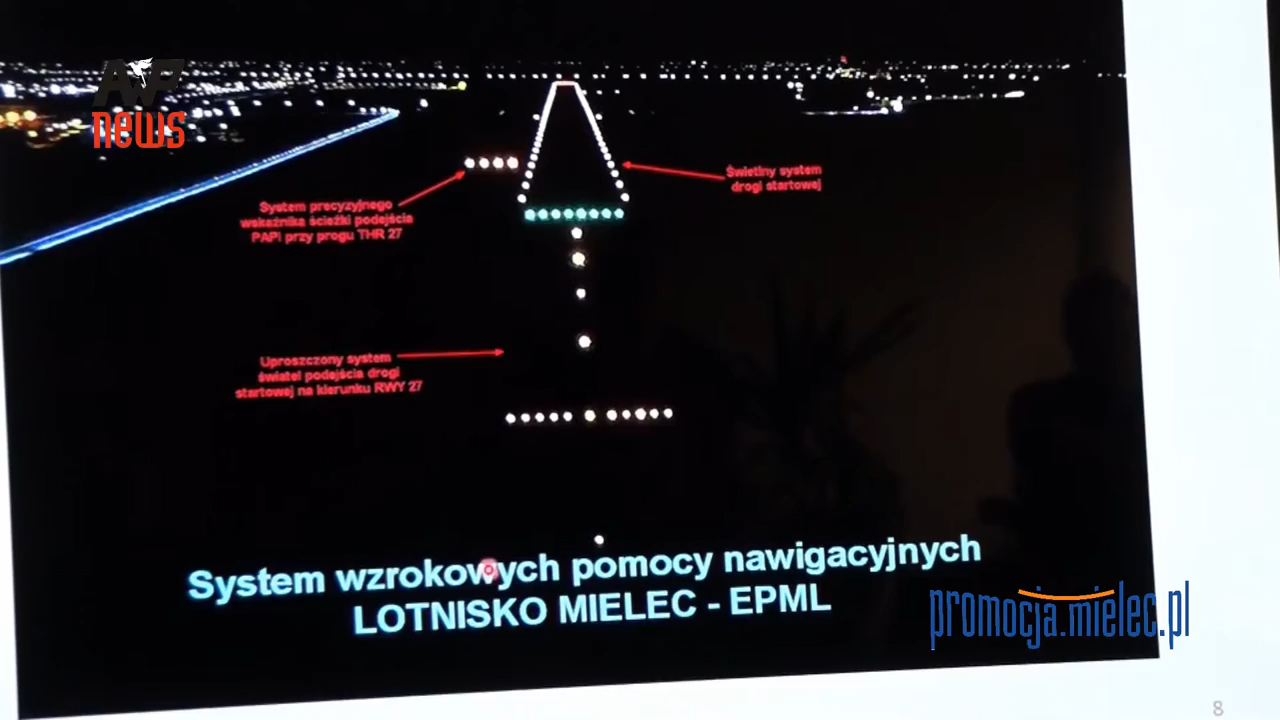 AVP
news
Świetlny system
drogi startowej
System precyzyjnego
wskaźnika ścieżki podejścia
PAPI przy progu THR 27
Uproszczony system
świateł podejścia drogi
startowej na kierunku RWY 27
System wzrokowych pomocy nawigacyjnych
LOTNISKO MIELEC - EPML
promocja.mielec.pl
8